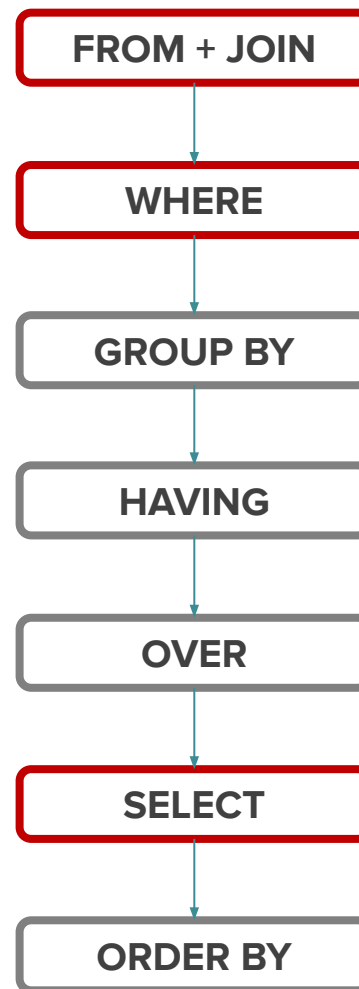 FROM + JOIN
WHERE
GROUP BY
HAVING
OVER
SELECT
ORDER BY